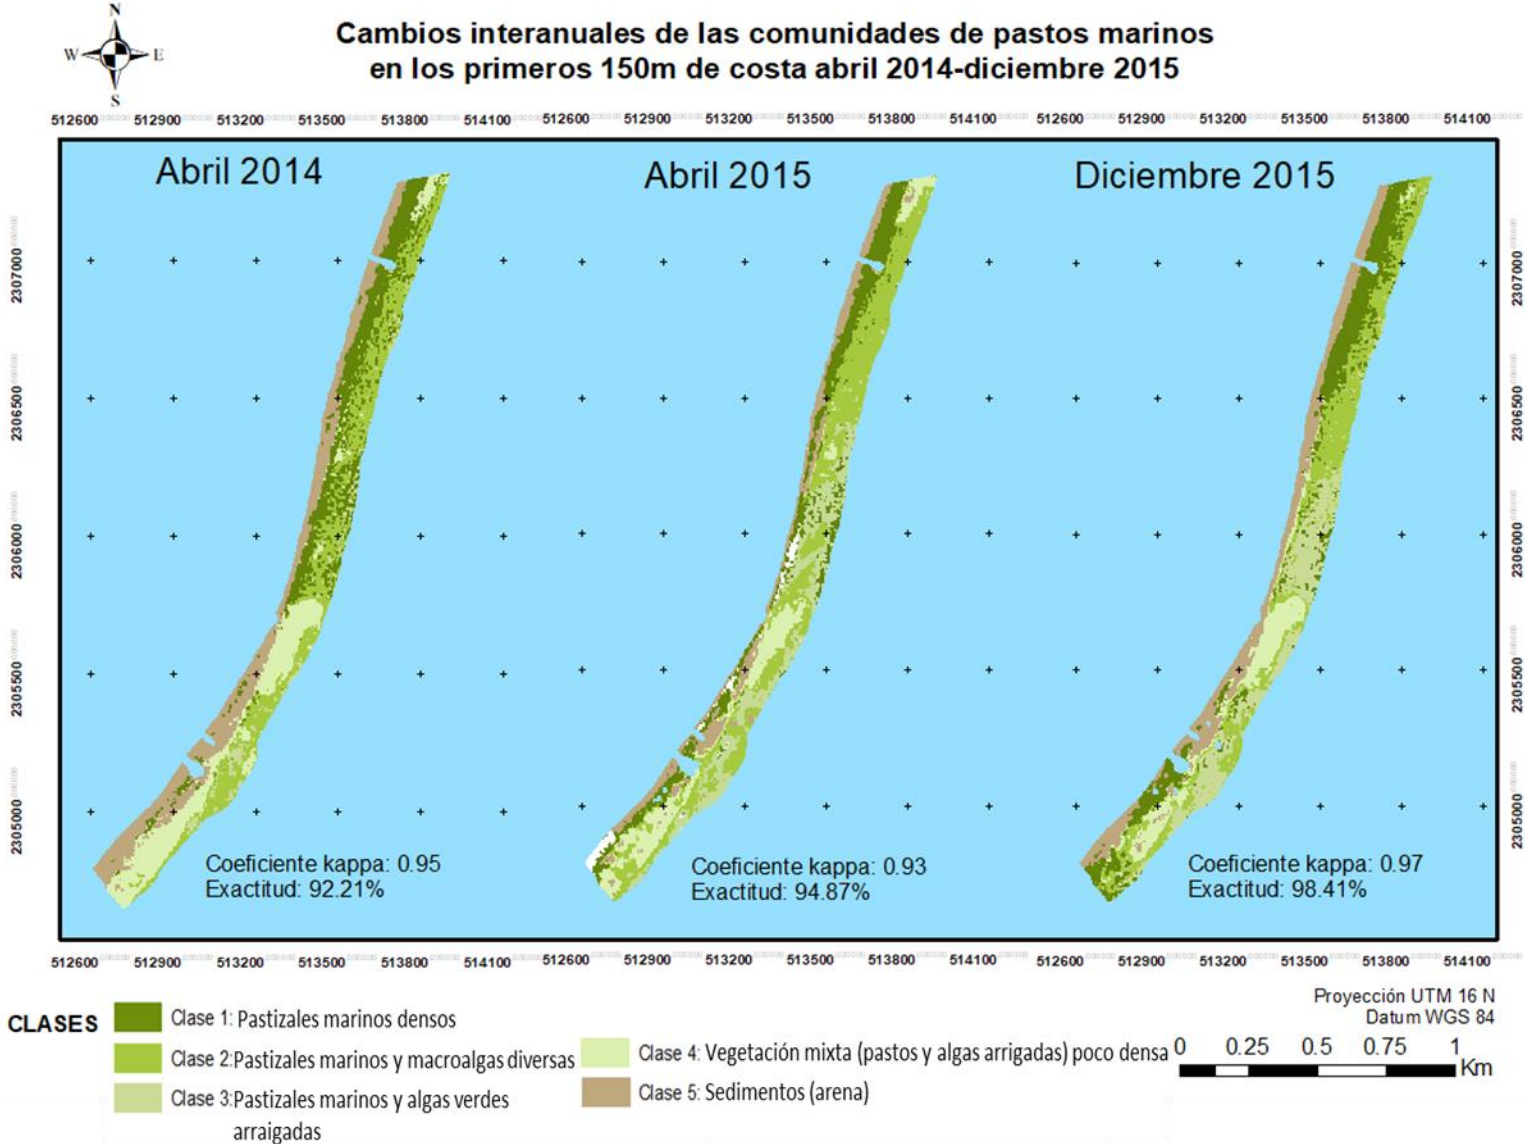 N
W E
S
Cambios interanuales de las comunidades de pastos marinos
en los primeros 150m de costa abril 2014-diciembre 2015
512600 512900 513200 513500 513800 514100 512600 512900 513200 513500 513800 514100 512600 512900 513200 513500 513800 514100
Abril 2014 Abril 2015 Diciembre 2015
2307000 2307000
2306500 2306500
2306000 2306000
2305500 2305500
2305000 2305000
Coeficiente kappa: 0.95
Exactitud: 92.21%
Coeficiente kappa: 0.93
Exactitud: 94.87%
Coeficiente kappa: 0.97
Exactitud: 98.41%
512600 512900 513200 513500 513800 514100 512600 512900 513200 513500 513800 514100 512600 512900 513200 513500 513800 514100
CLASES
Clase 1: Pastizales marinos densos
Clase 2:Pastizales marinos y macroalgas diversas
Clase 3:Pastizales marinos y algas verdes
arraigadas
Clase 4: Vegetación mixta (pastos y algas arrigadas) poco densa
Clase 5: Sedimentos (arena)
Proyección UTM 16 N
Datum WGS 84
0 0.25 0.5 0.75 1
Km